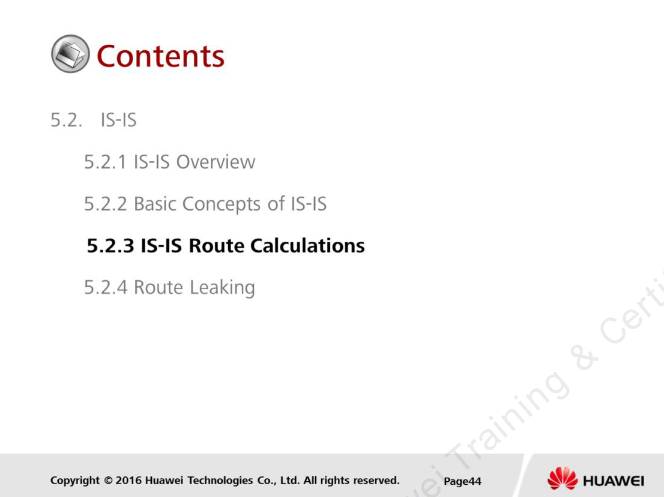 Contents
5.2. IS-IS
5.2.1 IS-IS Overview
5.2.2 Basic Concepts of IS-IS
5.2.3 IS-IS Route Calculations
5.2.4 Route Leaking
Training &
Copyright © 2016 Huawei Technologies Co., Ltd. All rights reserved.
Page44
HUAWEI